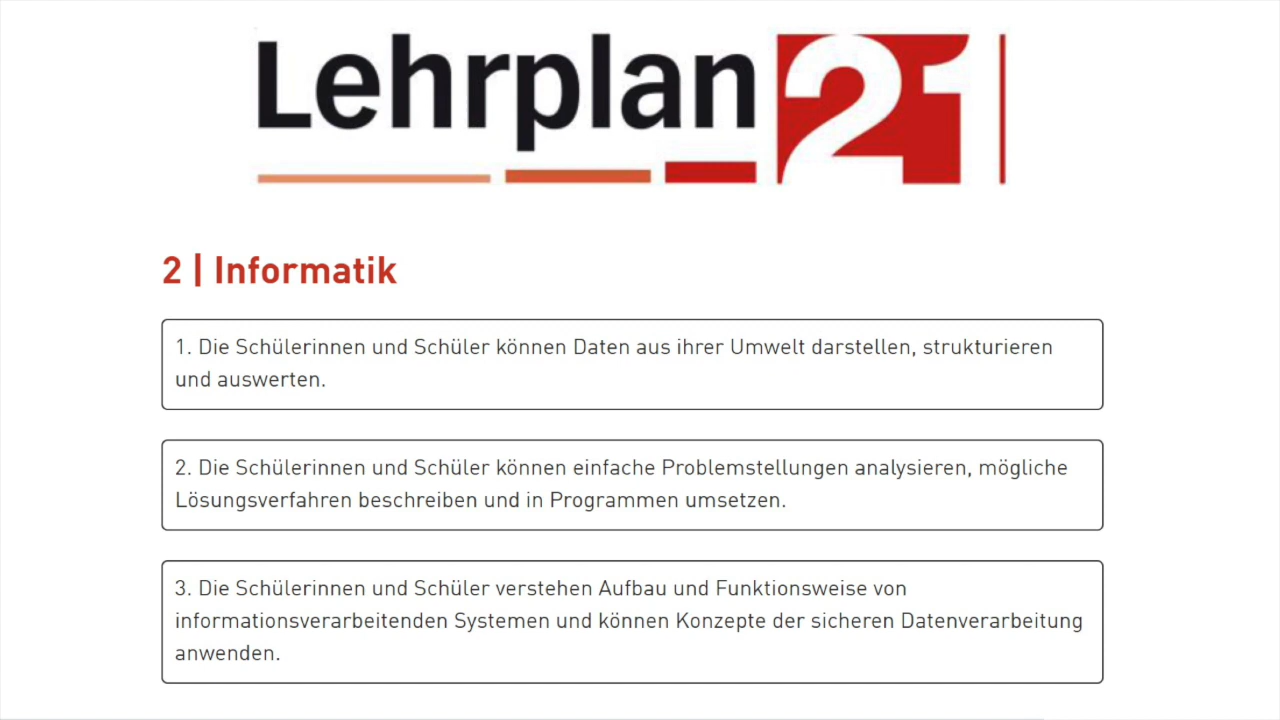 Lehrplan 21
2 | Informatik
1. Die Schülerinnen und Schüler können Daten aus ihrer Umwelt darstellen, strukturieren
und auswerten.
2. Die Schülerinnen und Schüler können einfache Problemstellungen analysieren, mögliche
Lösungsverfahren beschreiben und in Programmen umsetzen.
3. Die Schülerinnen und Schüler verstehen Aufbau und Funktionsweise von
informationsverarbeitenden Systemen und können Konzepte der sicheren Datenverarbeitung
anwenden.